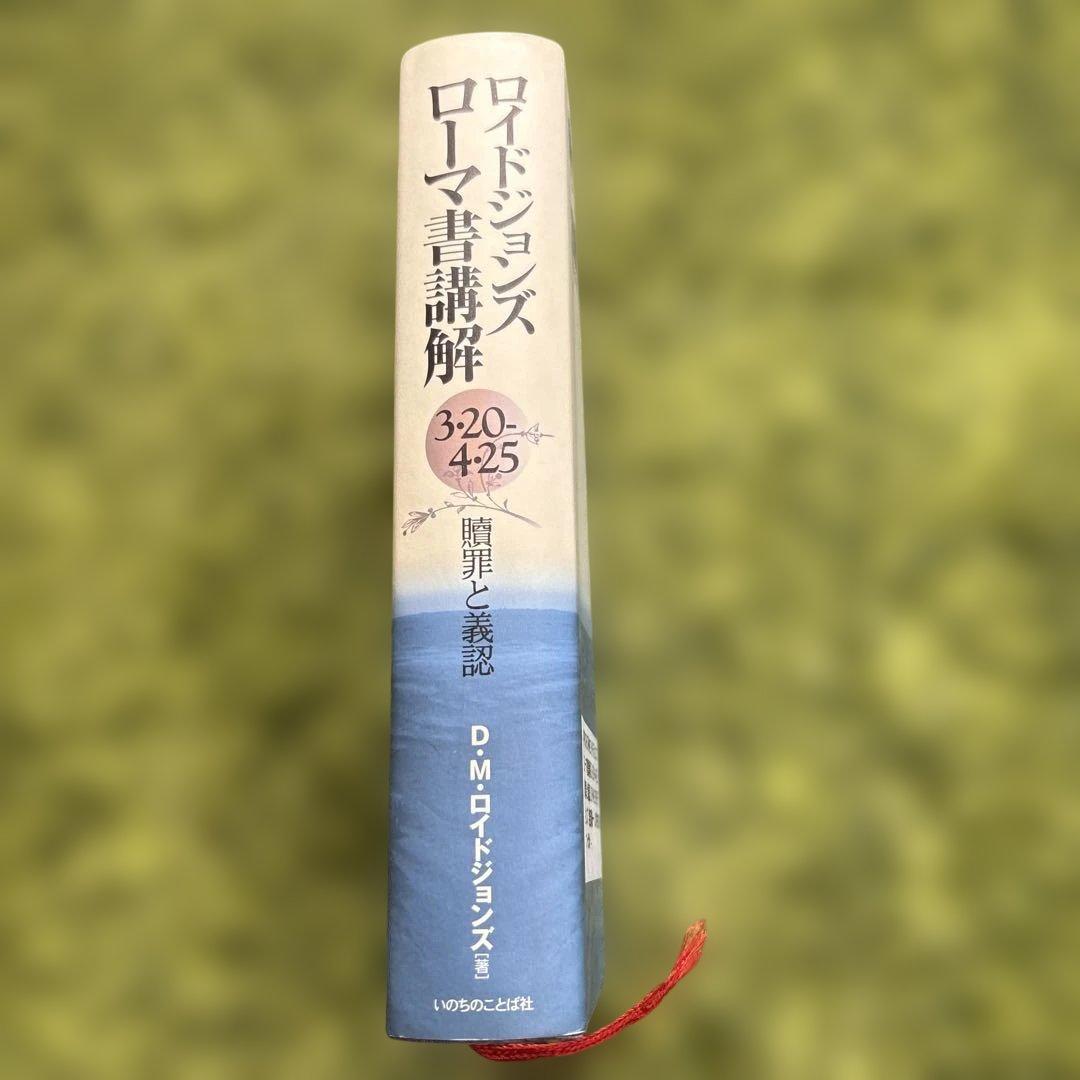 ロイドジョンズ
ローマ書講解
3・20-
4・25
贖罪と義認
D・M・ロイドジョンズ[著]
いのちのことば社